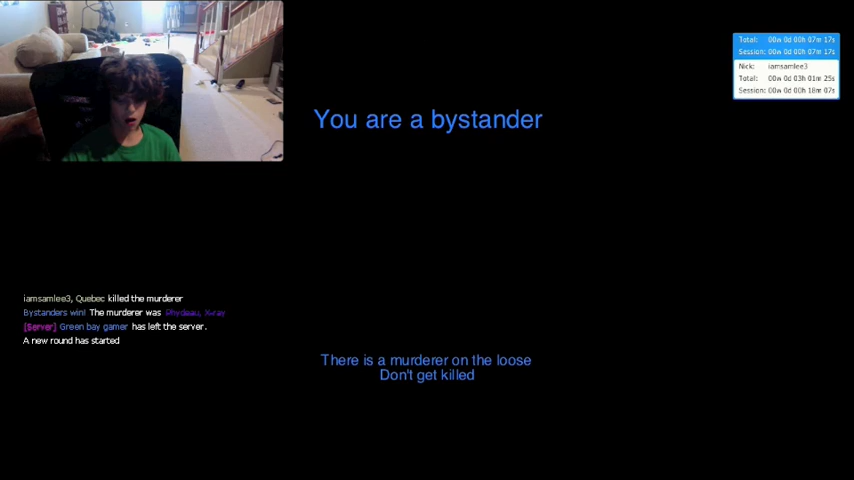 Total: 00w 0d 00h 07m 17s
Session: 00w 0d 00h 07m 17s
Nick: iamsamlee3
Total: 00w 0d 03h 01m 25s
Session: 00w 0d 00h 18m 07s
You are a bystander
iamsamlee3, Quebec killed the murderer
Bystanders win! The murderer was Phydeau, X-ray
[Server] Green bay gamer has left the server.
A new round has started
There is a murderer on the loose
Don't get killed